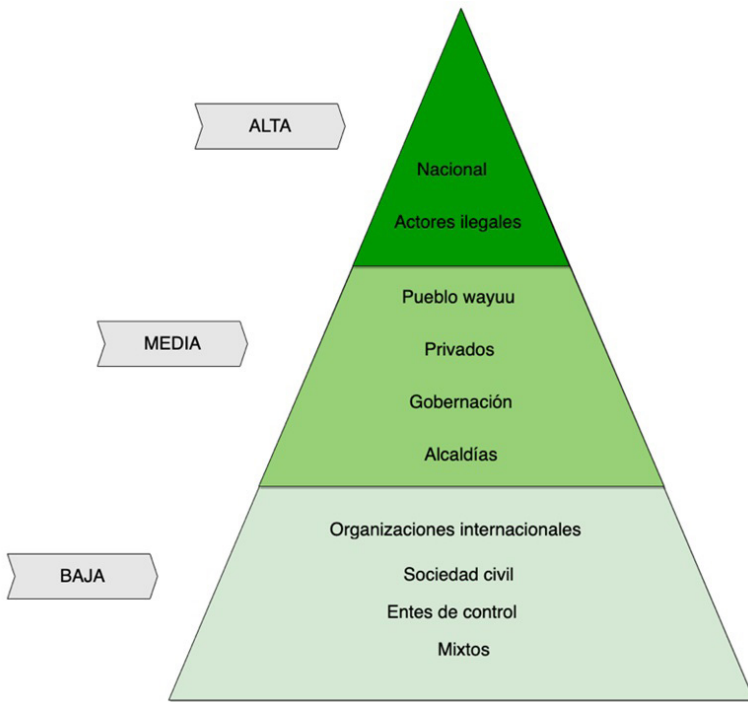 ALTA
Nacional
Actores ilegales
Pueblo wayuu
MEDIA
Privados
Gobernación
Alcaldías
Organizaciones internacionales
BAJA
Sociedad civil
Entes de control
Mixtos